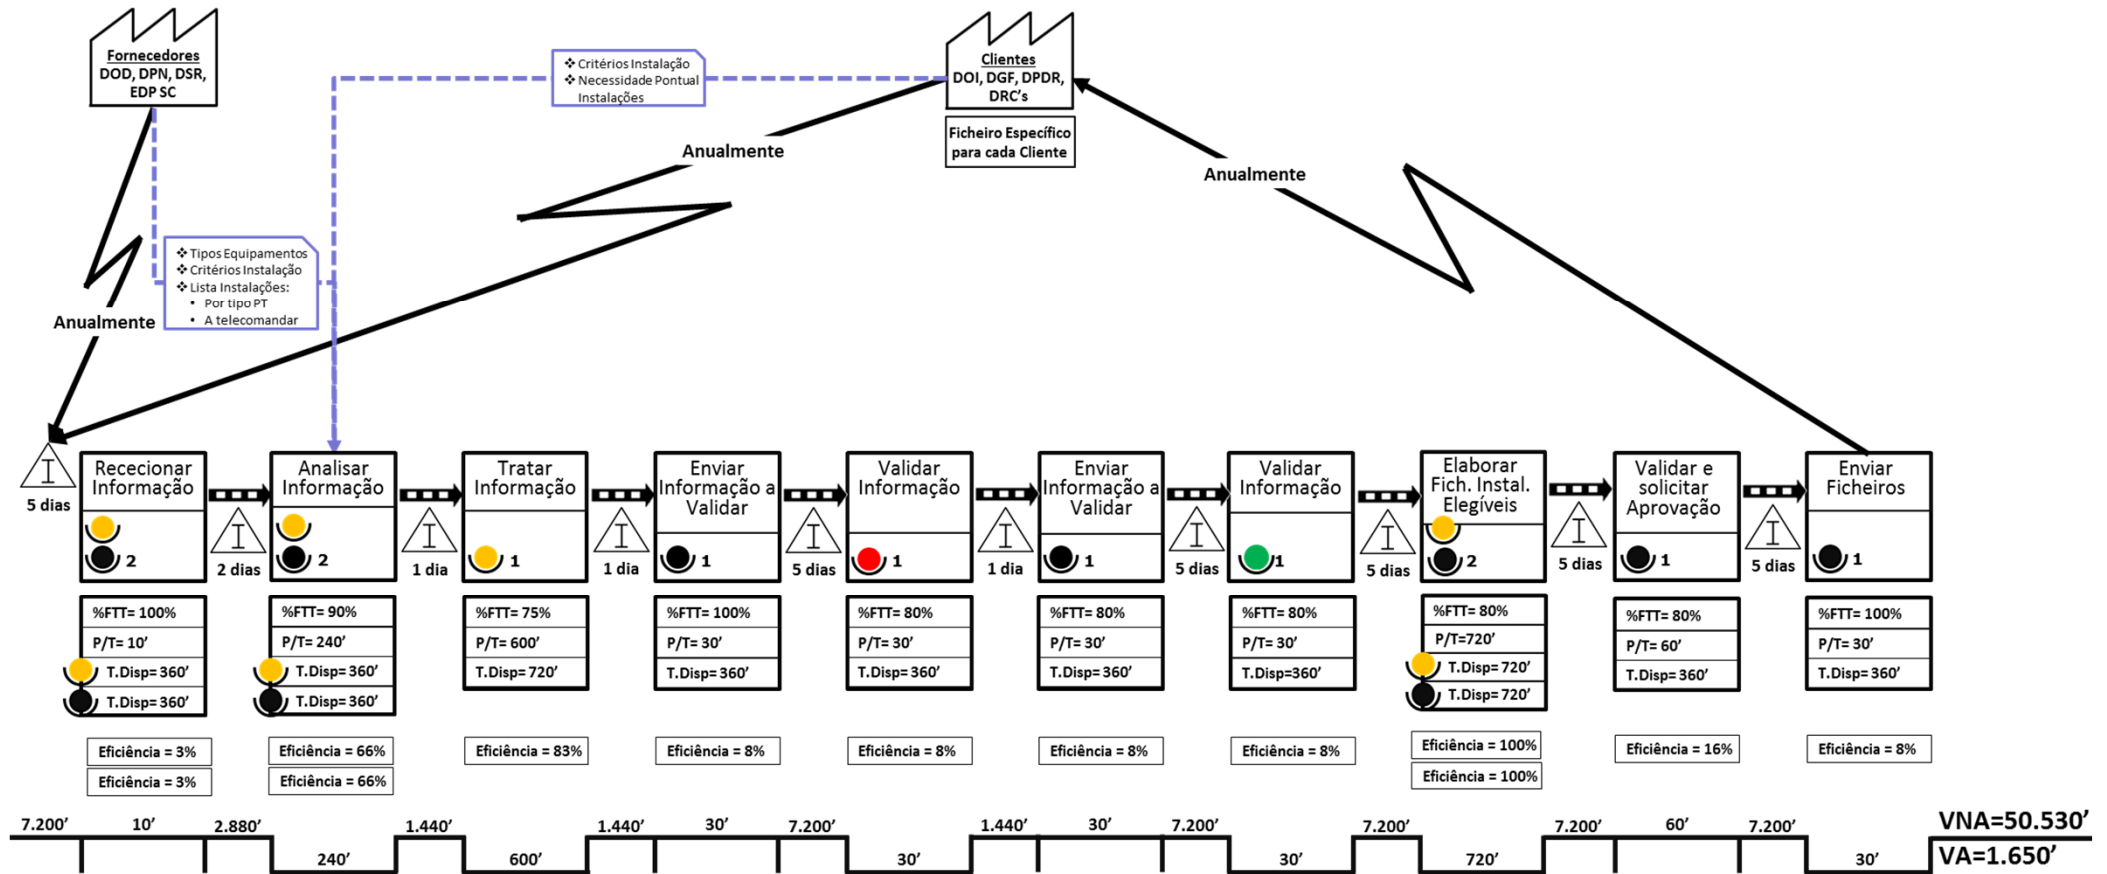 Fornecedores
DOD, DPN, DSR,
EDP SC
❖ Critérios Instalação
❖ Necessidade Pontual
Instalações
Clientes
DOI, DGF, DPDR,
DRC's
Ficheiro Específico
para cada Cliente
Anualmente
Anualmente
❖ Tipos Equipamentos
❖ Critérios Instalação
❖ Lista Instalações:
• Por tipo PT
• A telecomandar
Anualmente
I
5 dias
Rececionar
Informação
2
I
2 dias
Analisar
Informação
2
I
1 dia
Tratar
Informação
1
I
1 dia
Enviar
Informação a
Validar
1
I
5 dias
Validar
Informação
1
I
1 dia
Enviar
Informação a
Validar
1
I
5 dias
Validar
Informação
1
I
5 dias
Elaborar
Fich. Instal.
Elegíveis
2
I
5 dias
Validar e
solicitar
Aprovação
1
I
5 dias
Enviar
Ficheiros
1
%FTT= 100%
P/T= 10'
T.Disp= 360'
T.Disp= 360'
%FTT= 90%
P/T= 240'
T.Disp= 360'
T.Disp= 360'
%FTT= 75%
P/T= 600'
T.Disp= 720'
%FTT= 100%
P/T= 30'
T.Disp= 360'
%FTT= 80%
P/T= 30'
T.Disp= 360'
%FTT= 80%
P/T= 30'
T.Disp= 360'
%FTT= 80%
P/T= 30'
T.Disp=360'
%FTT= 80%
P/T=720'
T.Disp= 720'
T.Disp= 720'
%FTT= 80%
P/T= 60'
T.Disp= 360'
%FTT= 100%
P/T= 30'
T.Disp= 360'
Eficiência = 3%
Eficiência = 3%
Eficiência = 66%
Eficiência = 66%
Eficiência = 83%
Eficiência = 8%
Eficiência = 8%
Eficiência = 8%
Eficiência = 8%
Eficiência = 100%
Eficiência = 100%
Eficiência = 16%
Eficiência = 8%
7.200' 10' 2.880' 1.440' 1.440' 30' 7.200' 1.440' 30' 7.200' 7.200' 7.200' 60' 7.200' VNA=50.530'
240' 600' 30' 30' 720' 30' VA=1.650'